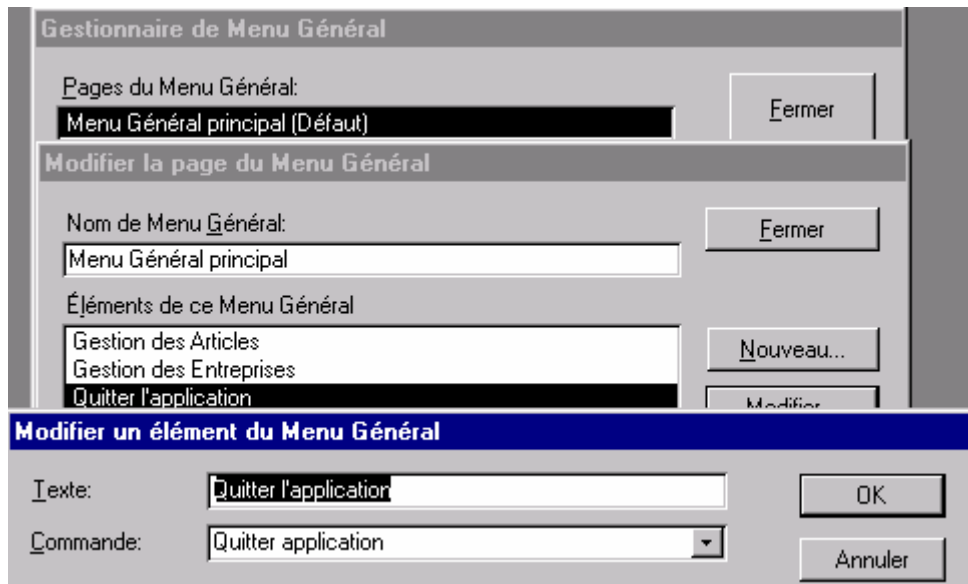 Gestionnaire de Menu Général
Pages du Menu Général:
Menu Général principal (Défaut)
Fermer
Modifier la page du Menu Général
Nom de Menu Général:
Menu Général principal
Fermer
Éléments de ce Menu Général
Gestion des Articles
Gestion des Entreprises
Quitter l'application
Nouveau...
Modifier...
Modifier un élément du Menu Général
Texte:
Quitter l'application
OK
Commande:
Quitter application
Annuler